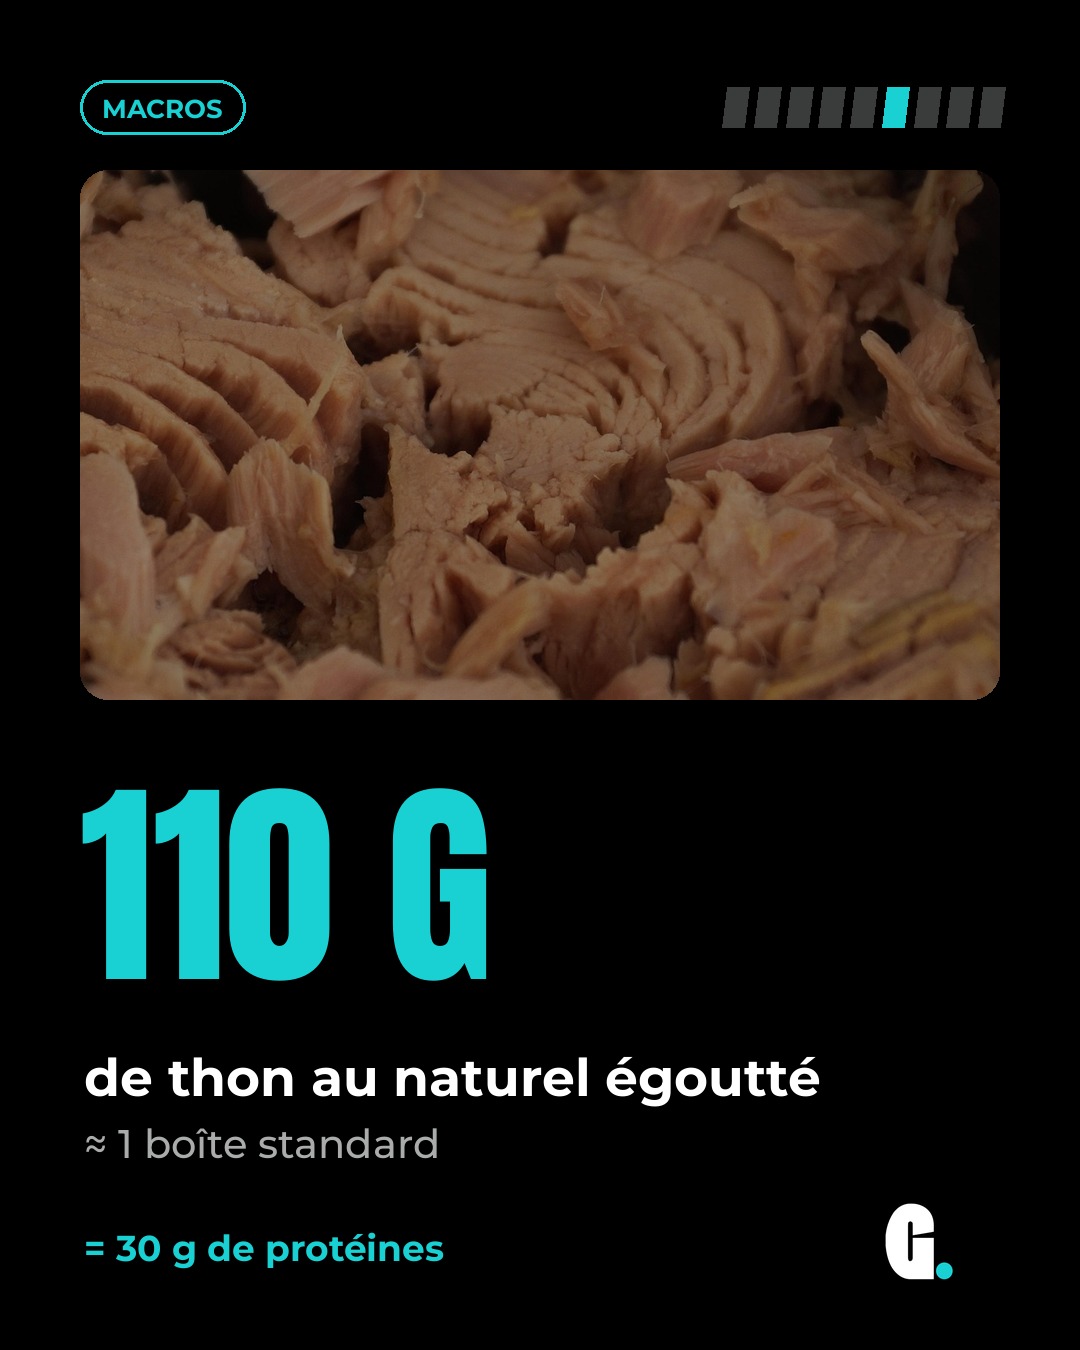 MACROS
110 G
de thon au naturel égoutté
≈ 1 boîte standard
= 30 g de protéines
G.